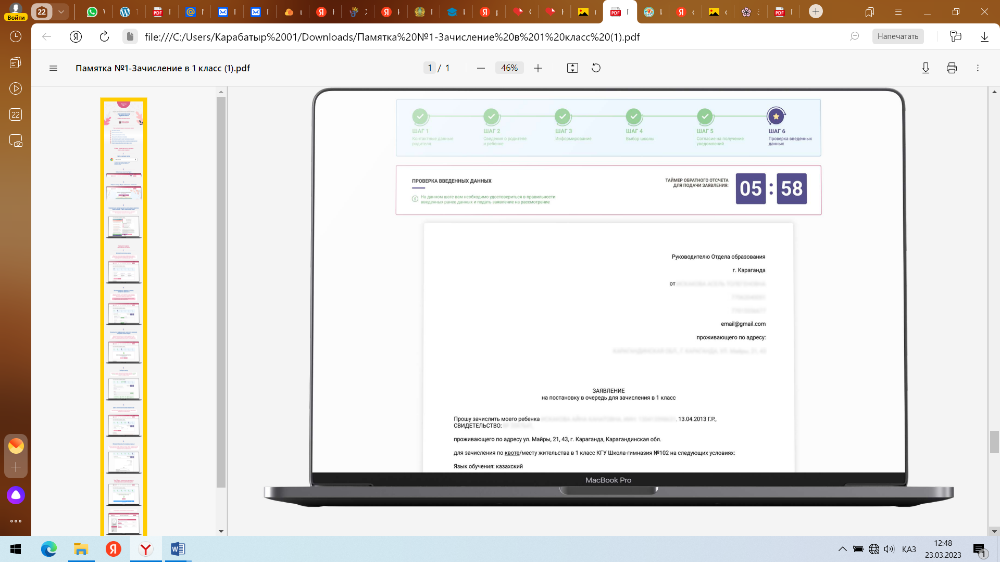 Войти
22
file:///C:/Users/Карабатыр%2001/Downloads/Памятка%20№1-Зачисление%20в%201%20класс%20(1).pdf
Напечатать
22
Памятка №1-Зачисление в 1 класс (1).pdf
1 / 1
46%
ШАГ 1
Контактные данные
родителя
ШАГ 2
Сведения о родителе
и ребенке
ШАГ 3
Информирование
ШАГ 4
Выбор школы
ШАГ 5
Согласие на получение
уведомлений
ШАГ 6
Проверка введенных
данных
ПРОВЕРКА ВВЕДЕННЫХ ДАННЫХ
На данном шаге вам необходимо удостовериться в правильности
введенных ранее данных и подать заявление на рассмотрение
ТАЙМЕР ОБРАТНОГО ОТСЧЕТА
ДЛЯ ПОДАЧИ ЗАЯВЛЕНИЯ:
05 : 58
Руководителю Отдела образования
г. Караганда
от
email@gmail.com
проживающего по адресу:
ЗАЯВЛЕНИЕ
на постановку в очередь для зачисления в 1 класс
Прошу зачислить моего ребенка . 13.04.2013 Г.Р.,
СВИДЕТЕЛЬСТВО:
проживающего по адресу ул. Майры, 21, 43, г. Караганда, Карагандинская обл.
для зачисления по квоте/месту жительства в 1 класс КГУ Школа-гимназия №102 на следующих условиях:
Язык обучения: казахский
MacBook Pro
ҚАЗ
12:48
23.03.2023
1